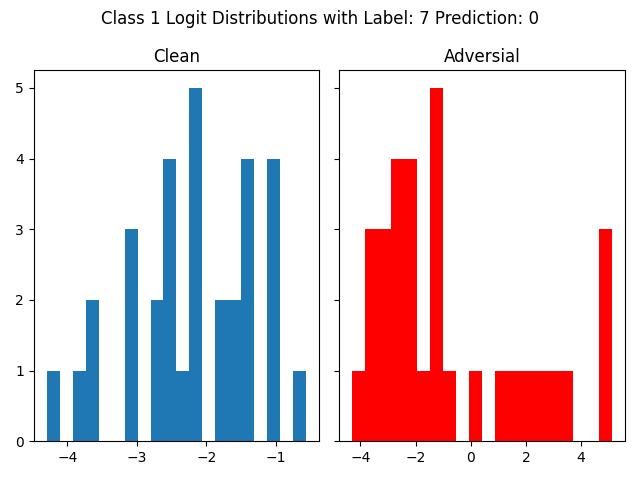 Class 1 Logit Distributions with Label: 7 Prediction: 0
Clean
Adversial
5
4
3
2
1
0
−4 −3 −2 −1
−4 −2 0 2 4